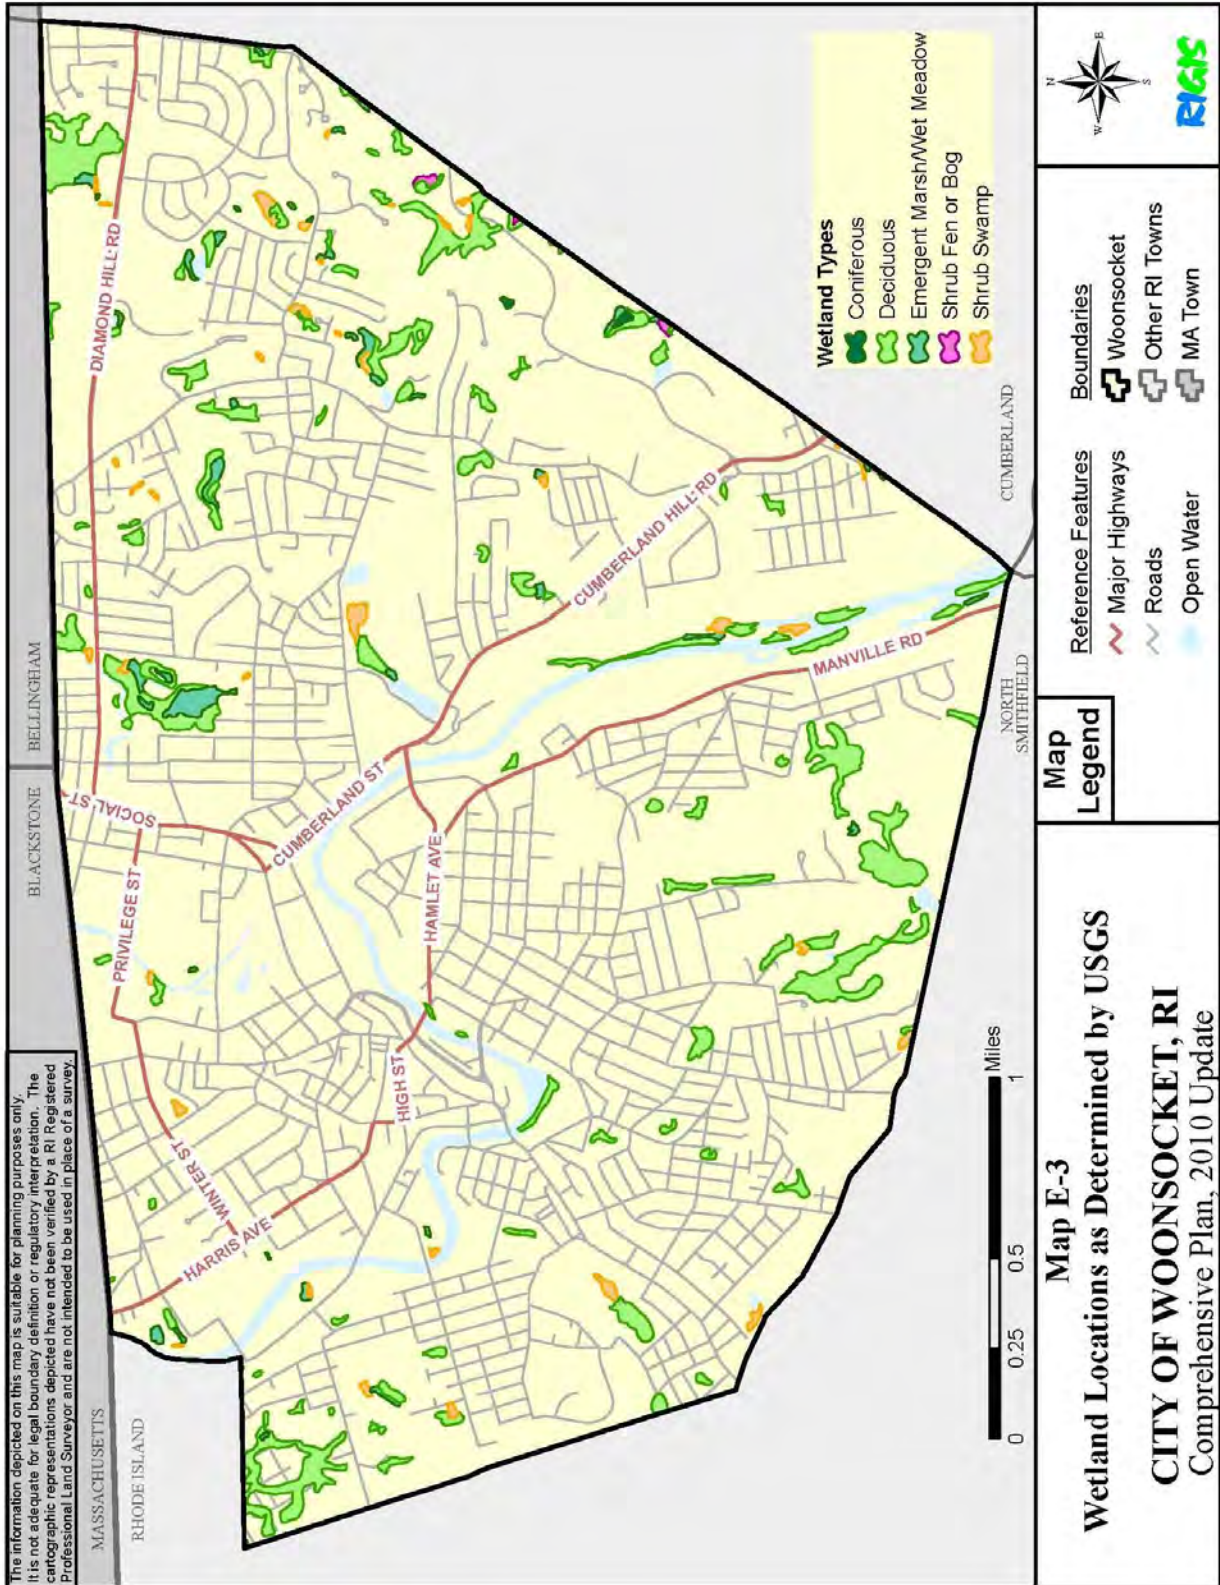 The information depicted on this map is suitable for planning purposes only.
It is not adequate for legal boundary definition or regulatory interpretation. The
cartographic representations depicted have not been verified by a RI Registered
Professional Land Surveyor and are not intended to be used in place of a survey.
MASSACHUSETTS
RHODE ISLAND
BLACKSTONE
BELLINGHAM
NORTH
SMITHFIELD
CUMBERLAND
HARRIS AVE
WINTER ST
PRIVILEGE ST
SOCIAL ST
DIAMOND HILL RD
HIGH ST
HAMLET AVE
CUMBERLAND ST
CUMBERLAND HILL RD
MANVILLE RD
Wetland Types
Coniferous
Deciduous
Emergent Marsh/Wet Meadow
Shrub Fen or Bog
Shrub Swamp
0 0.25 0.5 1
Miles
Map E-3
Wetland Locations as Determined by USGS
CITY OF WOONSOCKET, RI
Comprehensive Plan, 2010 Update
Map
Legend
Reference Features
Major Highways
Roads
Open Water
Boundaries
Woonsocket
Other RI Towns
MA Town
N
W E
S
RIGIS